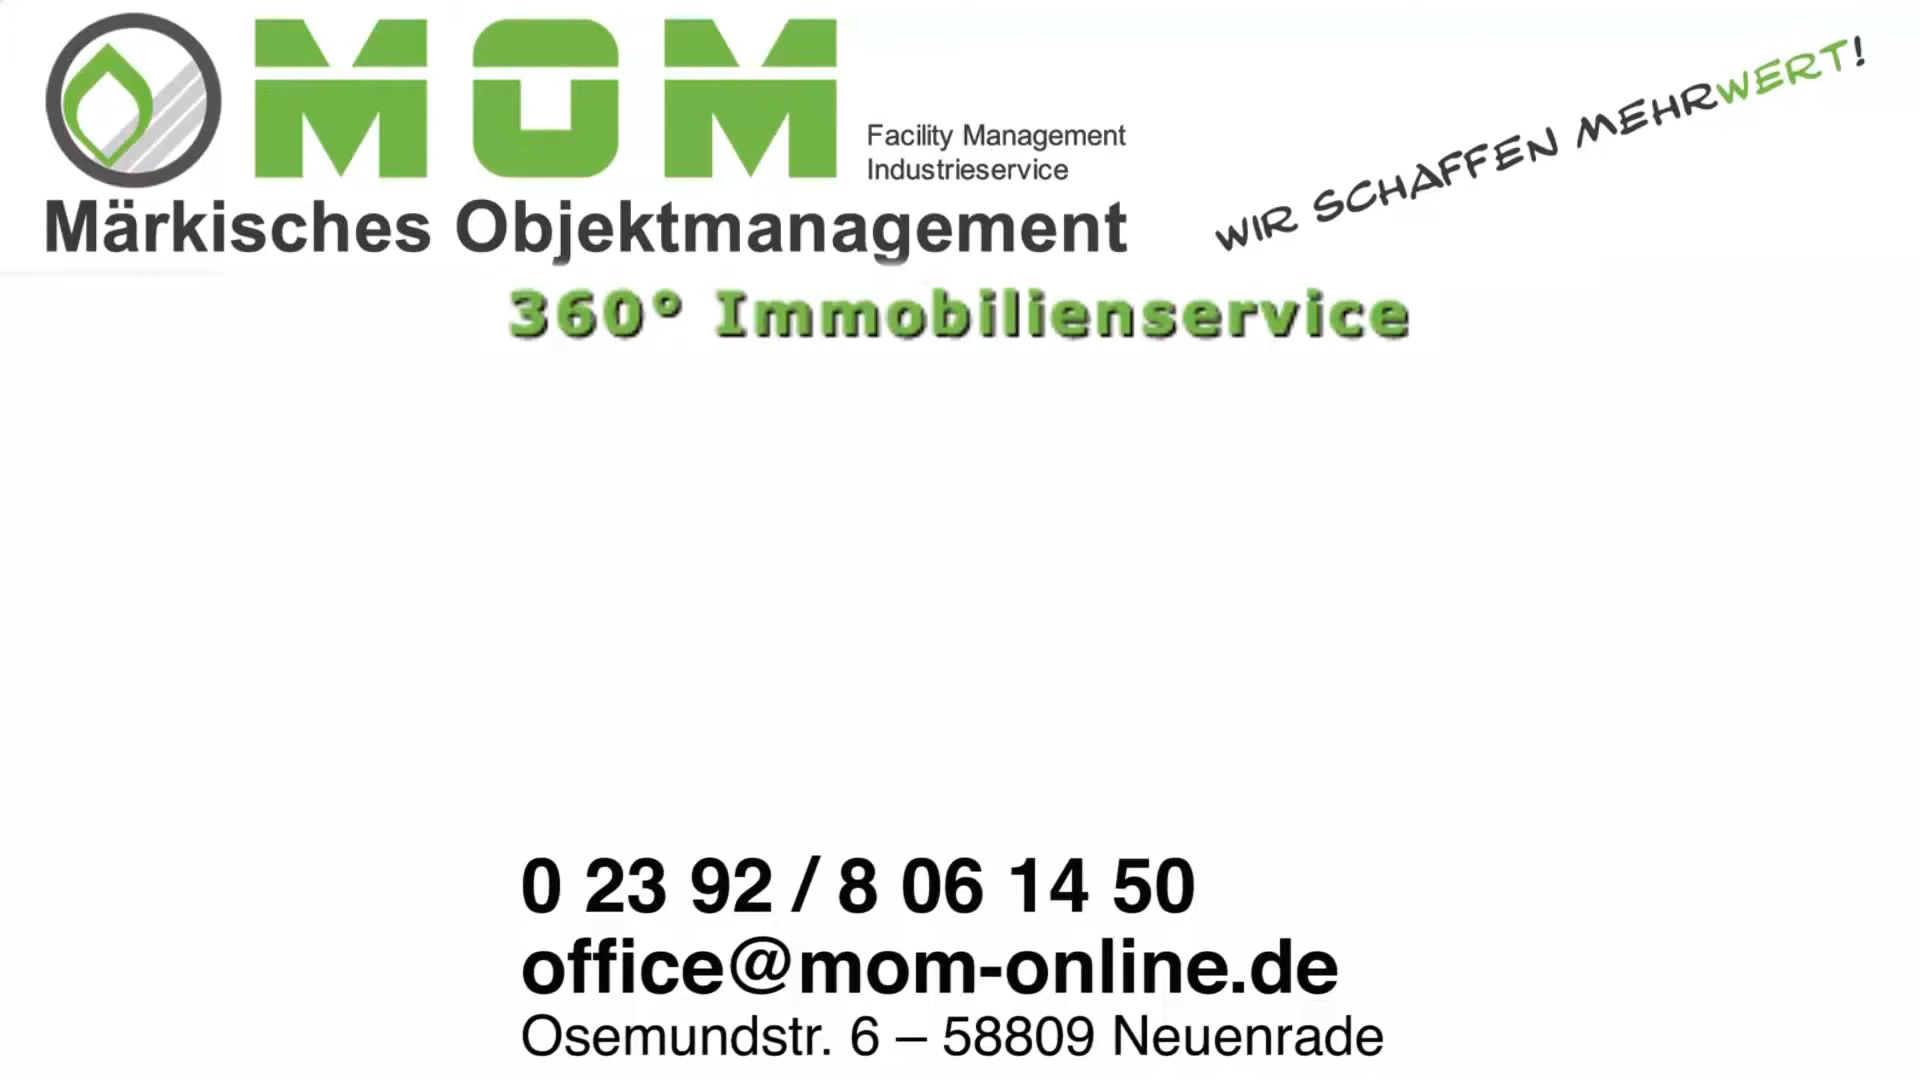 MOM
Facility Management
Industrieservice
Märkisches Objektmanagement
WIR SCHAFFEN MEHRWERT!
360° Immobilienservice
0 23 92 / 8 06 14 50
office@mom-online.de
Osemundstr. 6 – 58809 Neuenrade